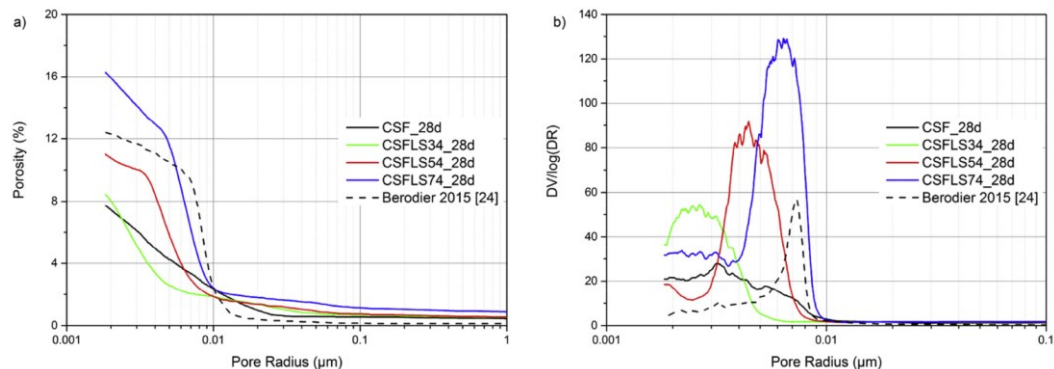 a)
20
16
12
8
4
0
Porosity (%)
0.001
0.01
0.1
1
Pore Radius (µm)
CSF_28d
CSFLS34_28d
CSFLS54_28d
CSFLS74_28d
Berodier 2015 [24]
b)
140
120
100
80
60
40
20
0
DV/log(DR)
0.001
0.01
0.1
Pore Radius (µm)
CSF_28d
CSFLS34_28d
CSFLS54_28d
CSFLS74_28d
Berodier 2015 [24]